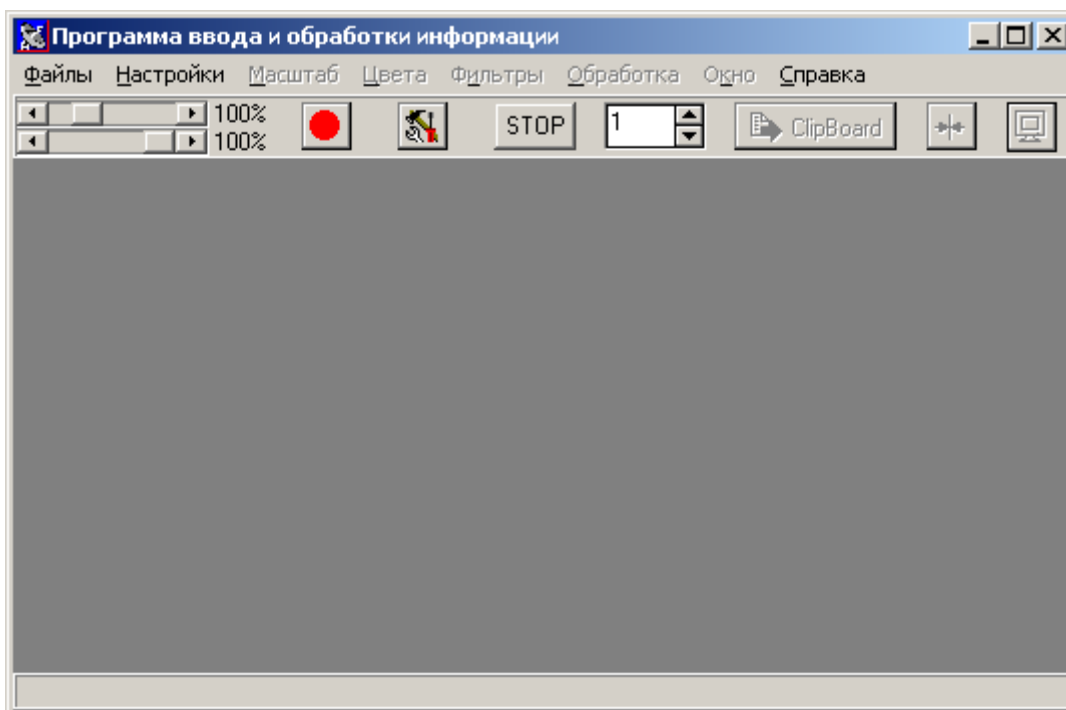 Программа ввода и обработки информации
Файлы Настройки Масштаб Цвета Фильтры Обработка Окно Справка
100%
100%
STOP 1 ClipBoard